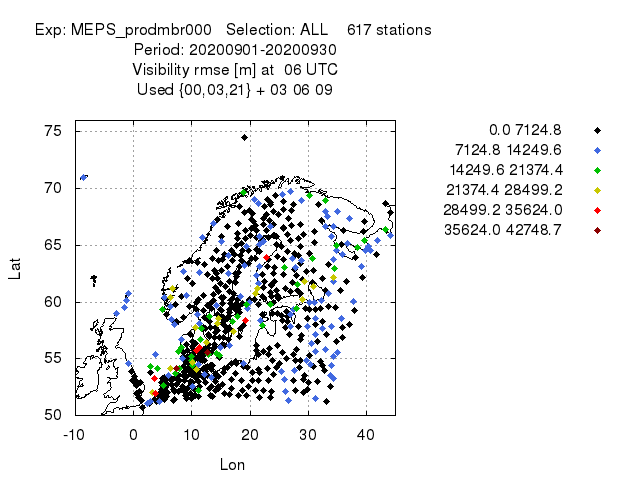 Exp: MEPS_prodmbr000 Selection: ALL 617 stations
Period: 20200901-20200930
Visibility rmse [m] at 06 UTC
Used {00,03,21} + 03 06 09
75
70
65
60
55
50
-10 0 10 20 30 40
Lat
Lon
0.0 7124.8
7124.8 14249.6
14249.6 21374.4
21374.4 28499.2
28499.2 35624.0
35624.0 42748.7